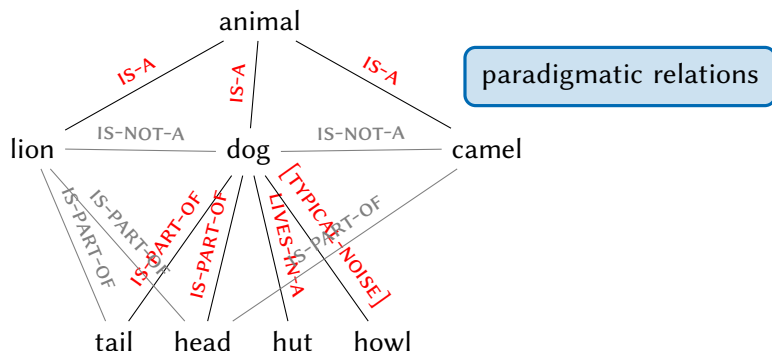 animal
paradigmatic relations
IS-A
IS-A
IS-A
lion
IS-NOT-A
dog
IS-NOT-A
camel
IS-PART-OF
IS-PART-OF
IS-PART-OF
IS-PART-OF
LIVES-IN-A
[TYPICAL-NOISE]
IS-PART-OF
tail
head
hut
howl